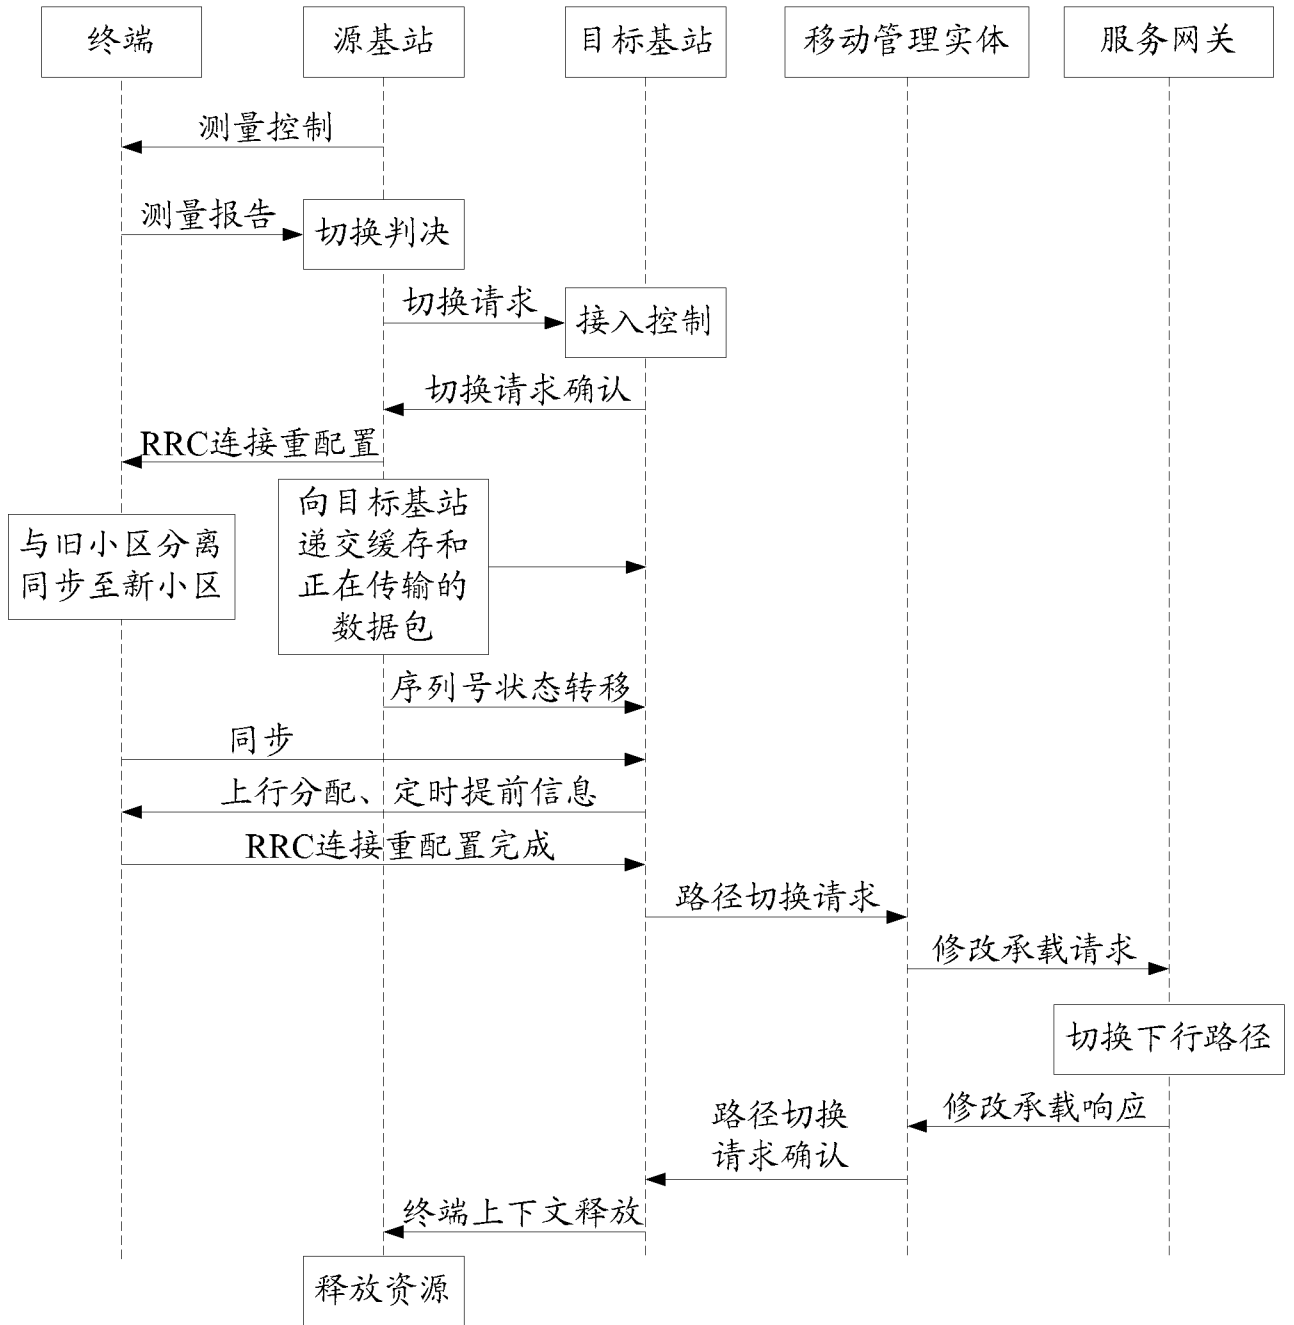 终端
源基站
目标基站
移动管理实体
服务网关
测量控制
测量报告
切换判决
切换请求
接入控制
切换请求确认
RRC连接重配置
向目标基站
递交缓存和
正在传输的
数据包
与旧小区分离
同步至新小区
序列号状态转移
同步
上行分配、定时提前信息
RRC连接重配置完成
路径切换请求
修改承载请求
切换下行路径
修改承载响应
路径切换
请求确认
终端上下文释放
释放资源